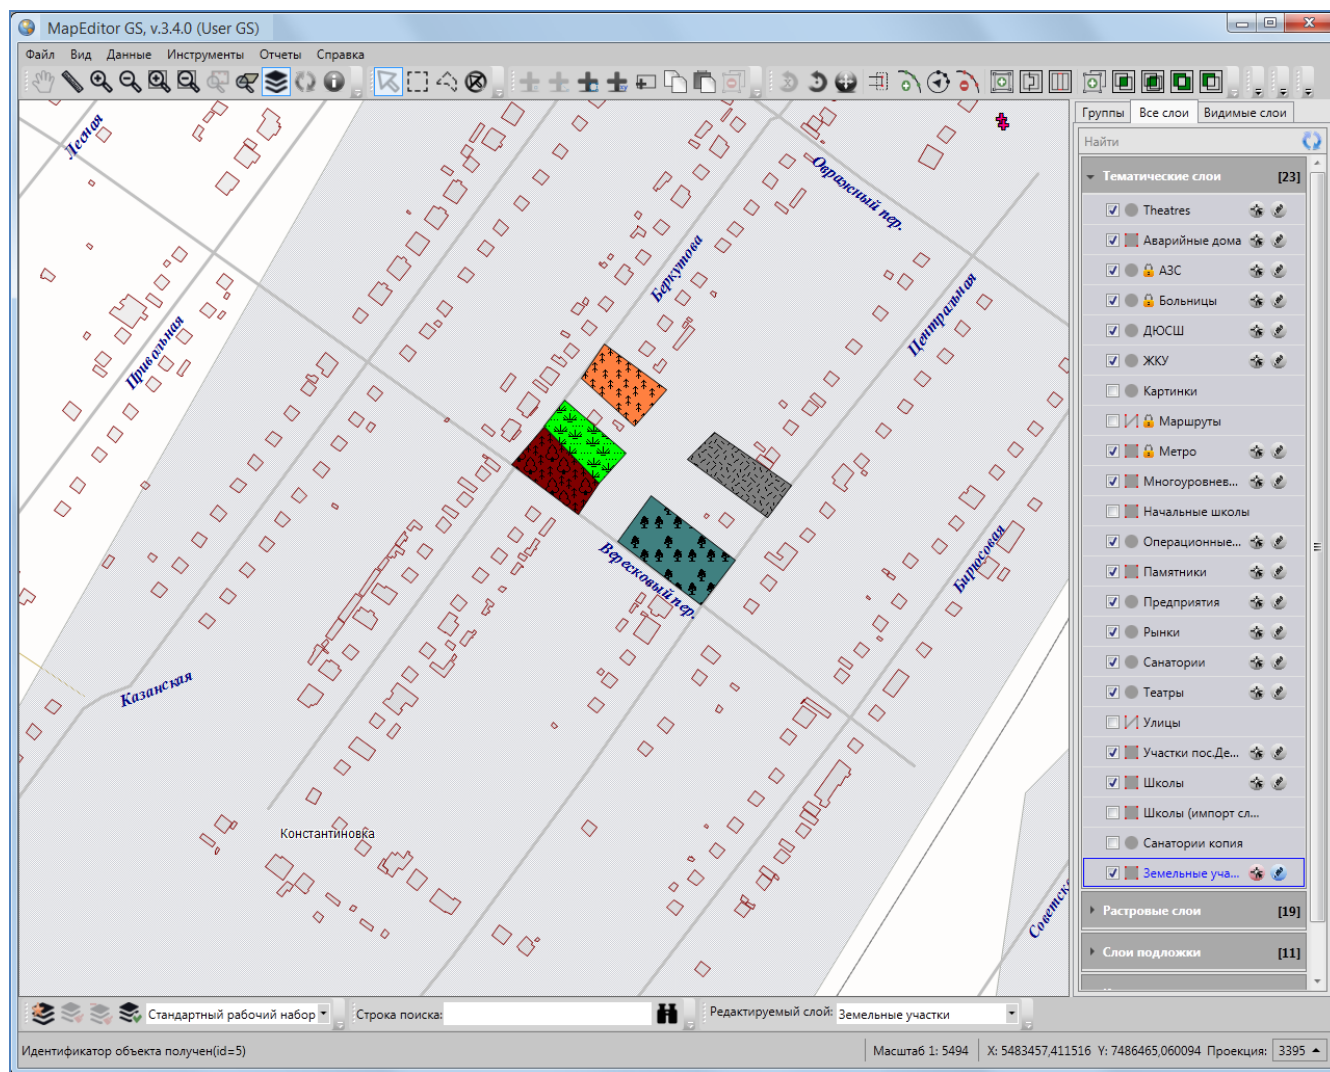 MapEditor GS, v.3.4.0 (User GS)
Файл Вид Данные Инструменты Отчеты Справка
Группы Все слои Видимые слои
Найти
Тематические слои [23]
Theatres
Аварийные дома
АЗС
Больницы
ДЮСШ
ЖКУ
Картинки
Маршруты
Метро
Многоуровнев...
Начальные школы
Операционные...
Памятники
Предприятия
Рынки
Санатории
Театры
Улицы
Участки пос.Де...
Школы
Школы (импорт сл...
Санатории копия
Земельные уча...
Растровые слои [19]
Слои подложки [11]
Лесная
Овражный пер.
Беркутова
Центральная
Привольная
Бирюсовая
Вересковый пер.
Казанская
Константиновка
Советска
Стандартный рабочий набор
Строка поиска:
Редактируемый слой: Земельные участки
Идентификатор объекта получен(id=5)
Масштаб 1: 5494 X: 5483457,411516 Y: 7486465,060094 Проекция: 3395